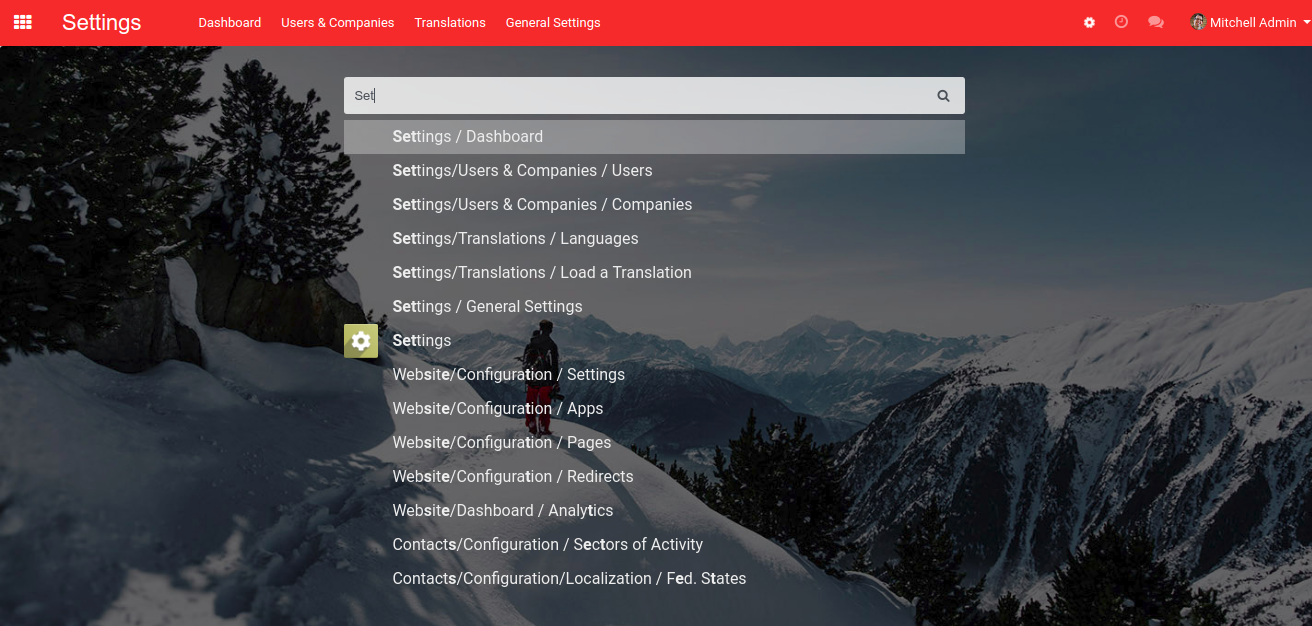 Settings Dashboard Users & Companies Translations General Settings Mitchell Admin
Set
Settings / Dashboard
Settings/Users & Companies / Users
Settings/Users & Companies / Companies
Settings/Translations / Languages
Settings/Translations / Load a Translation
Settings / General Settings
Settings
Website/Configuration / Settings
Website/Configuration / Apps
Website/Configuration / Pages
Website/Configuration / Redirects
Website/Dashboard / Analytics
Contacts/Configuration / Sectors of Activity
Contacts/Configuration/Localization / Fed. States